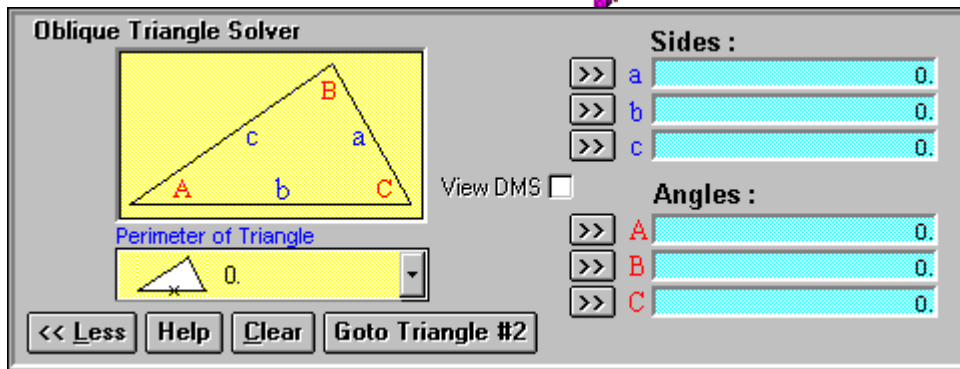 Oblique Triangle Solver
B
c
a
A
b
C
Perimeter of Triangle
0.
View DMS
Sides :
>> a 0.
>> b 0.
>> c 0.
Angles :
>> A 0.
>> B 0.
>> C 0.
<< Less Help Clear Goto Triangle #2